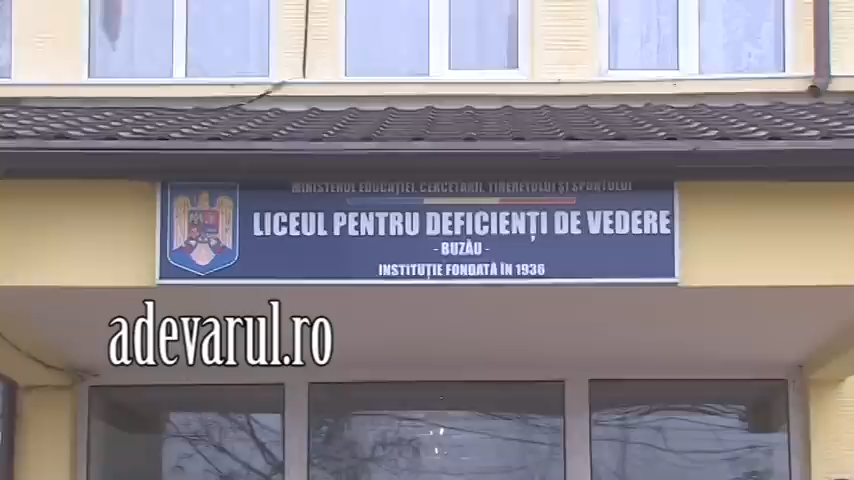 MINISTERUL EDUCAȚIEI, CERCETĂRII, TINERETULUI ȘI SPORTULUI
LICEUL PENTRU DEFICIENȚI DE VEDERE
- BUZĂU -
INSTITUȚIE FONDATĂ ÎN 1936
adevarul.ro